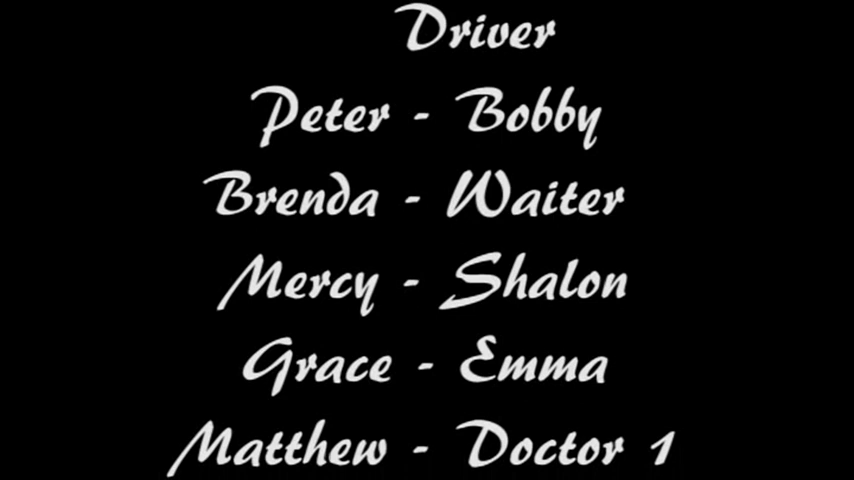 Driver
Peter - Bobby
Brenda - Waiter
Mercy - Shalon
Grace - Emma
Matthew - Doctor 1